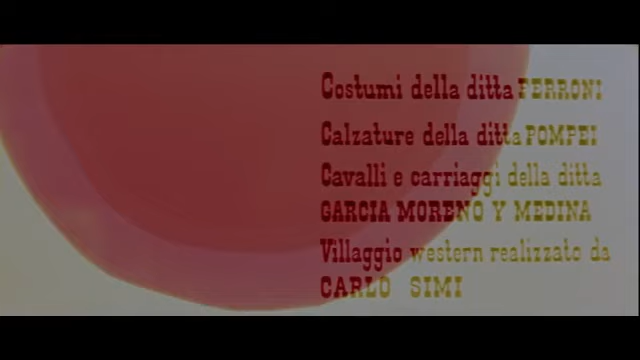 Costumi della ditta PERRONI
Calzature della ditta POMPEI
Cavalli e carriaggi della ditta
GARCIA MORENO Y MEDINA
Villaggio western realizzato da
CARLO SIMI